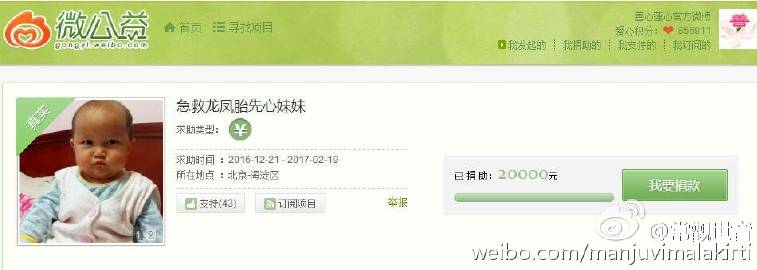 微公益
gongyi.weibo.com
首页 寻找项目
善心莲心官方微博
爱心积分: 855911
我发起的 我捐助的 我支持的 我订阅的
善
真实
急救龙凤胎先心妹妹
求助类型: ¥
求助时间 : 2016-12-21 - 2017-02-19
所在地点 : 北京-海淀区
支持(43) 订阅项目 举报
1 2
已捐助: 20000元
我要捐款
weibo.com/manjuvimalakirti